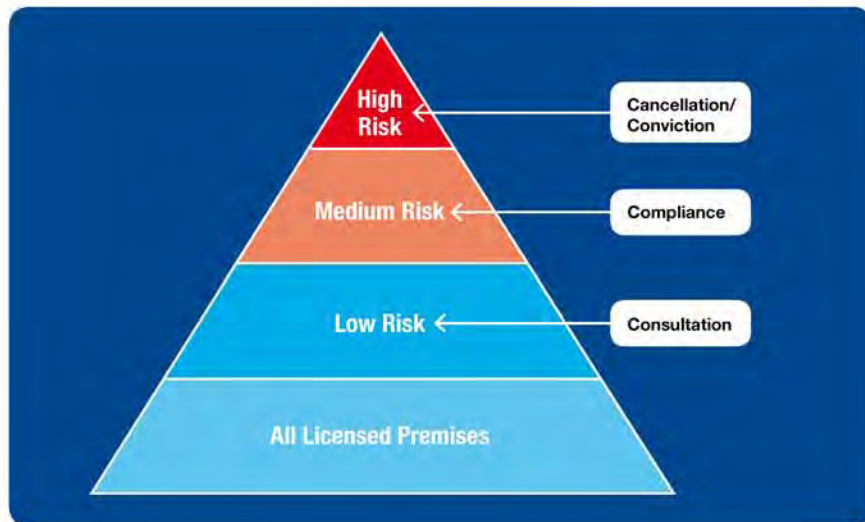 High
Risk
Cancellation/
Conviction
Medium Risk
Compliance
Low Risk
Consultation
All Licensed Premises